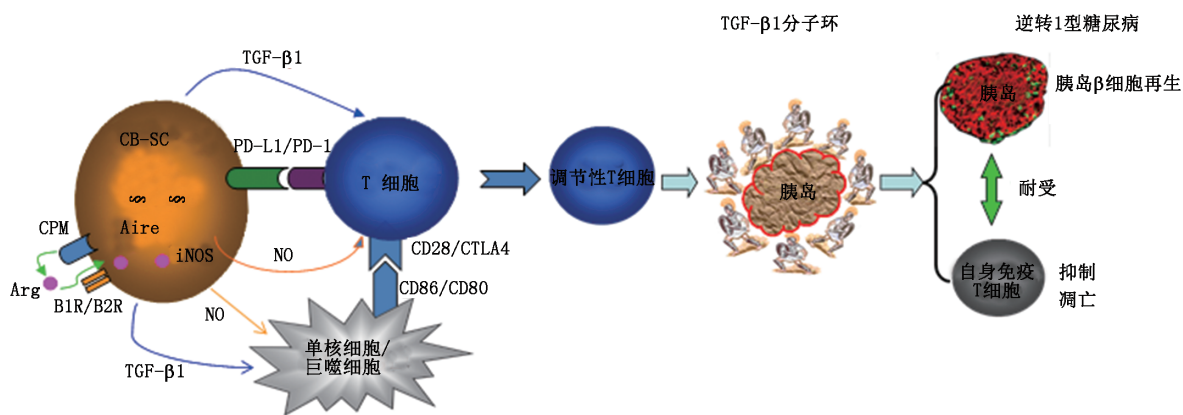 TGF-β1分子环
逆转1型糖尿病
TGF-β1
胰岛
胰岛β细胞再生
CB-SC
PD-L1/PD-1
T 细胞
调节性T细胞
胰岛
耐受
CPM
Aire
iNOS
NO
CD28/CTLA4
Arg
B1R/B2R
CD86/CD80
NO
自身免疫
T细胞
抑制
凋亡
单核细胞/
巨噬细胞
TGF-β1